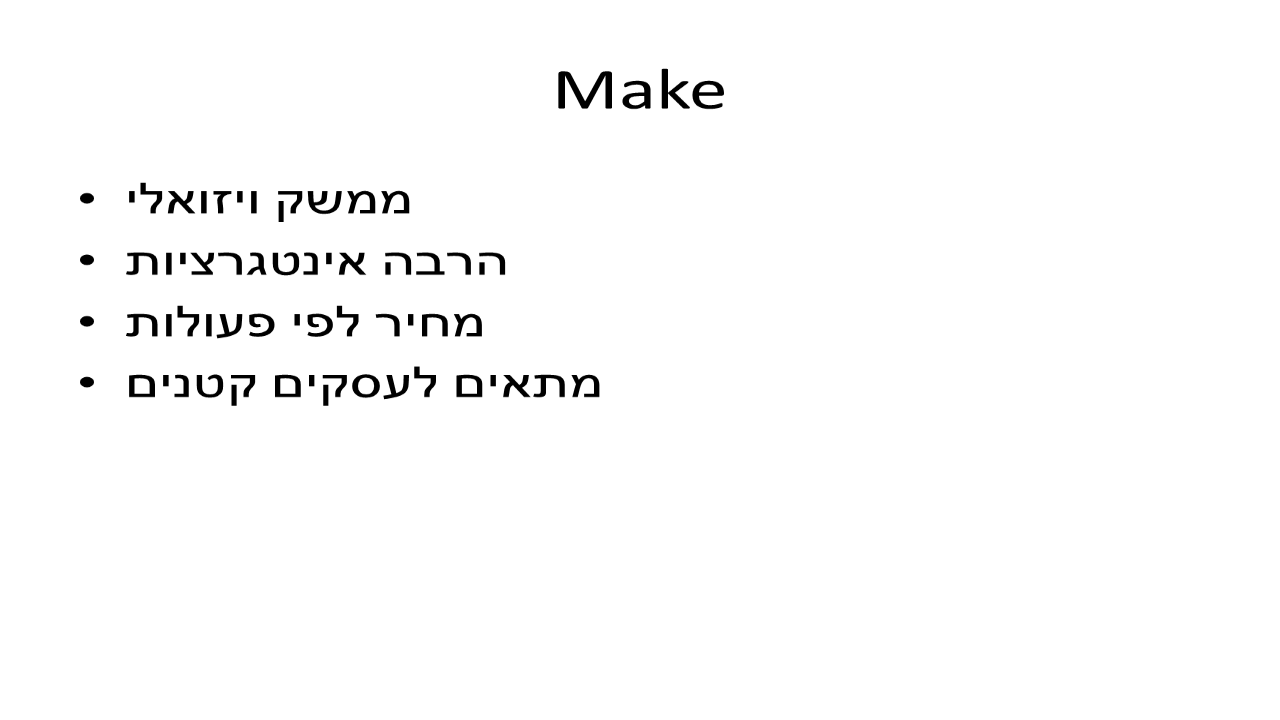 Make
• ממשק ויזואלי
• הרבה אינטגרציות
• מחיר לפי פעולות
• מתאים לעסקים קטנים